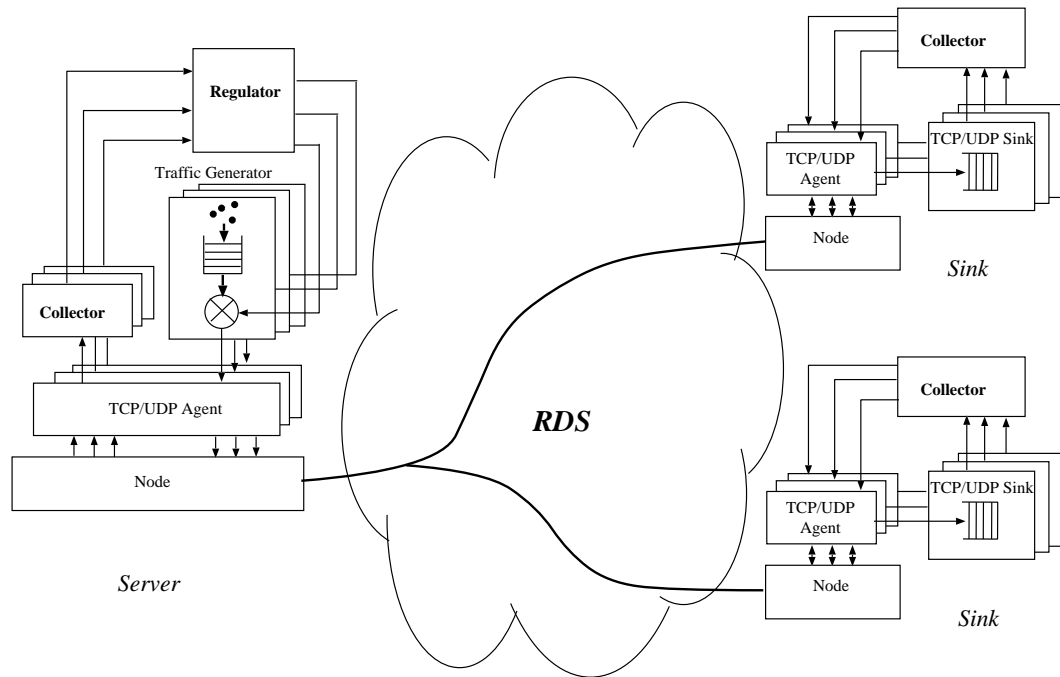 Regulator
Traffic Generator
Collector
TCP/UDP Agent
Node
Server
RDS
Collector
TCP/UDP Sink
TCP/UDP
Agent
Node
Sink
Collector
TCP/UDP Sink
TCP/UDP
Agent
Node
Sink